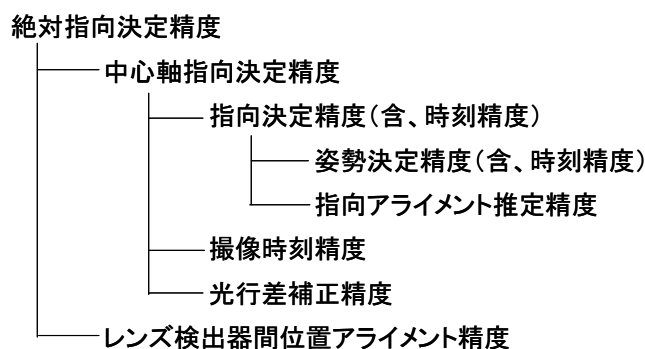 絶対指向決定精度
中心軸指向決定精度
指向決定精度(含、時刻精度)
姿勢決定精度(含、時刻精度)
指向アライメント推定精度
撮像時刻精度
光行差補正精度
レンズ検出器間位置アライメント精度